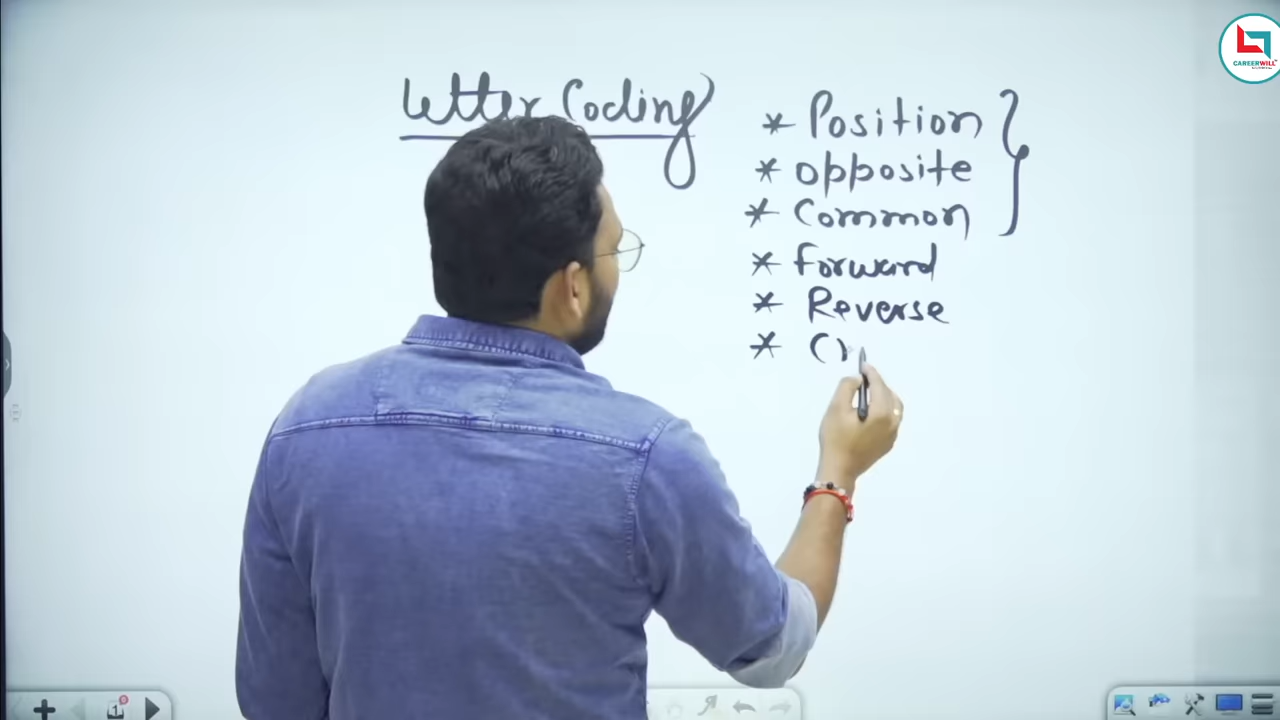 Letter Coding
* Position
* opposite
* Common
* forward
* Reverse
*
CAREERWILL